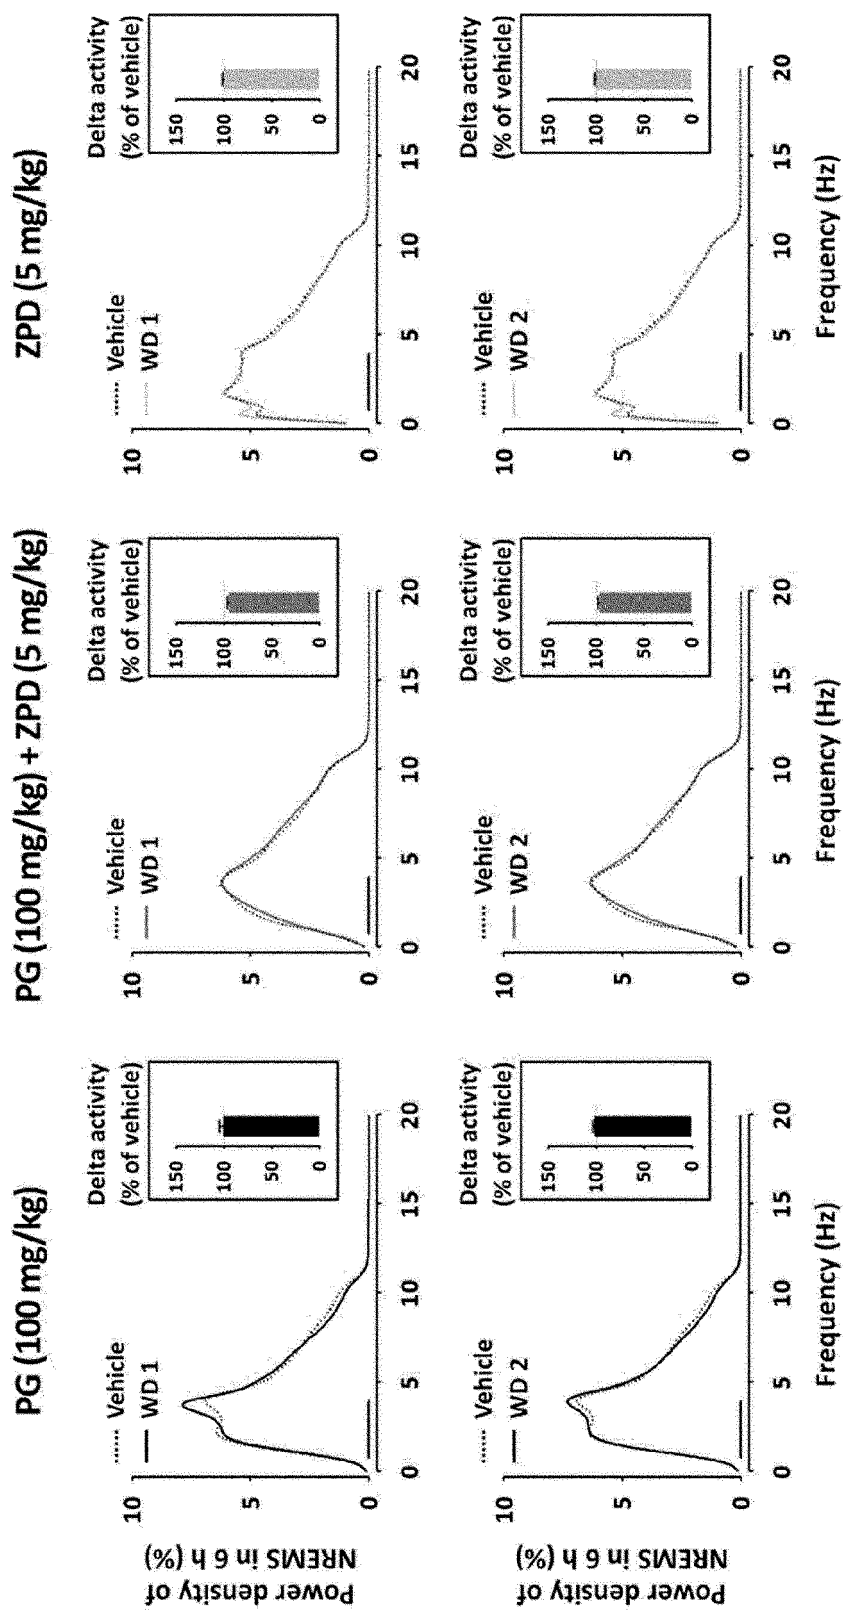 PG (100 mg/kg)
PG (100 mg/kg) + ZPD (5 mg/kg)
ZPD (5 mg/kg)
Power density of
NREMS in 6 h (%)
10
5
0
Vehicle
WD 1
Delta activity
(% of vehicle)
150
100
50
0
0
5
10
15
20
10
5
0
Vehicle
WD 1
Delta activity
(% of vehicle)
150
100
50
0
0
5
10
15
20
10
5
0
Vehicle
WD 1
Delta activity
(% of vehicle)
150
100
50
0
0
5
10
15
20
Power density of
NREMS in 6 h (%)
10
5
0
Vehicle
WD 2
Delta activity
(% of vehicle)
150
100
50
0
0
5
10
15
20
Frequency (Hz)
10
5
0
Vehicle
WD 2
Delta activity
(% of vehicle)
150
100
50
0
0
5
10
15
20
Frequency (Hz)
10
5
0
Vehicle
WD 2
Delta activity
(% of vehicle)
150
100
50
0
0
5
10
15
20
Frequency (Hz)